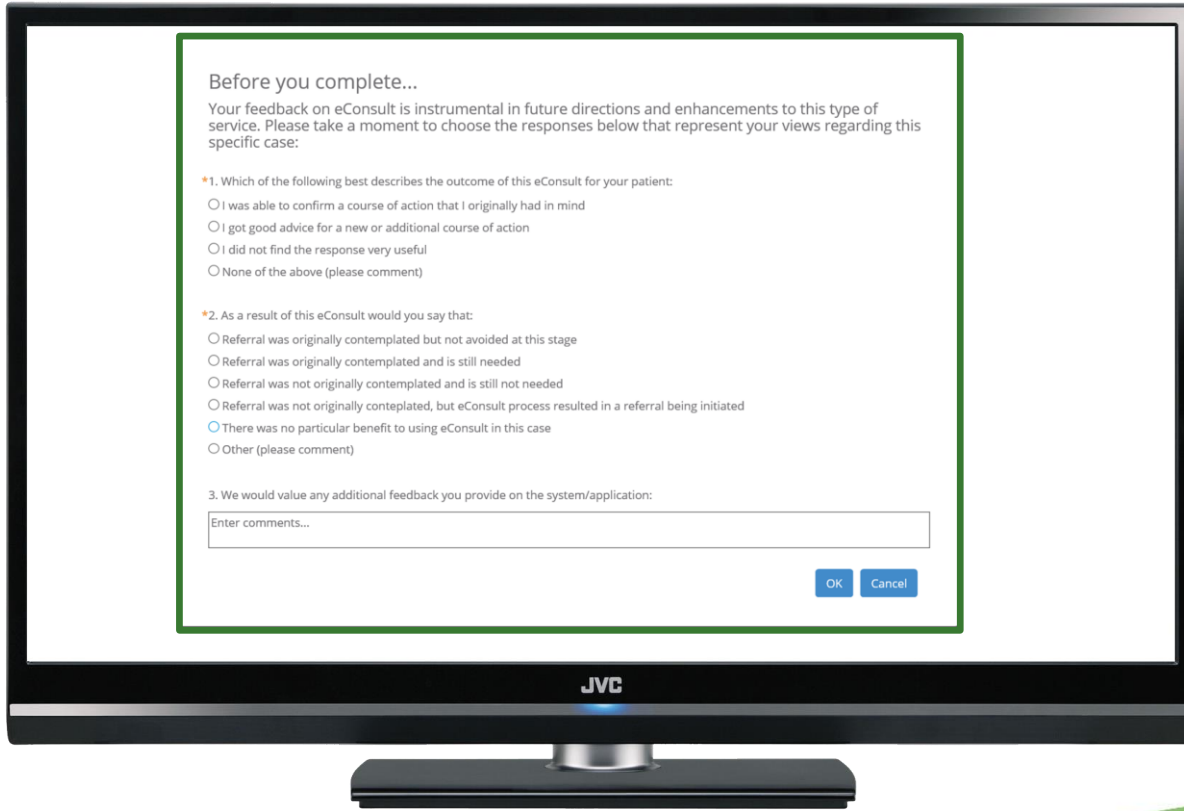 Before you complete...
Your feedback on eConsult is instrumental in future directions and enhancements to this type of
service. Please take a moment to choose the responses below that represent your views regarding this
specific case:
*1. Which of the following best describes the outcome of this eConsult for your patient:
I was able to confirm a course of action that I originally had in mind
I got good advice for a new or additional course of action
I did not find the response very useful
None of the above (please comment)
*2. As a result of this eConsult would you say that:
Referral was originally contemplated but not avoided at this stage
Referral was originally contemplated and is still needed
Referral was not originally contemplated and is still not needed
Referral was not originally conteplated, but eConsult process resulted in a referral being initiated
There was no particular benefit to using eConsult in this case
Other (please comment)
3. We would value any additional feedback you provide on the system/application:
Enter comments...
OK Cancel
JVC